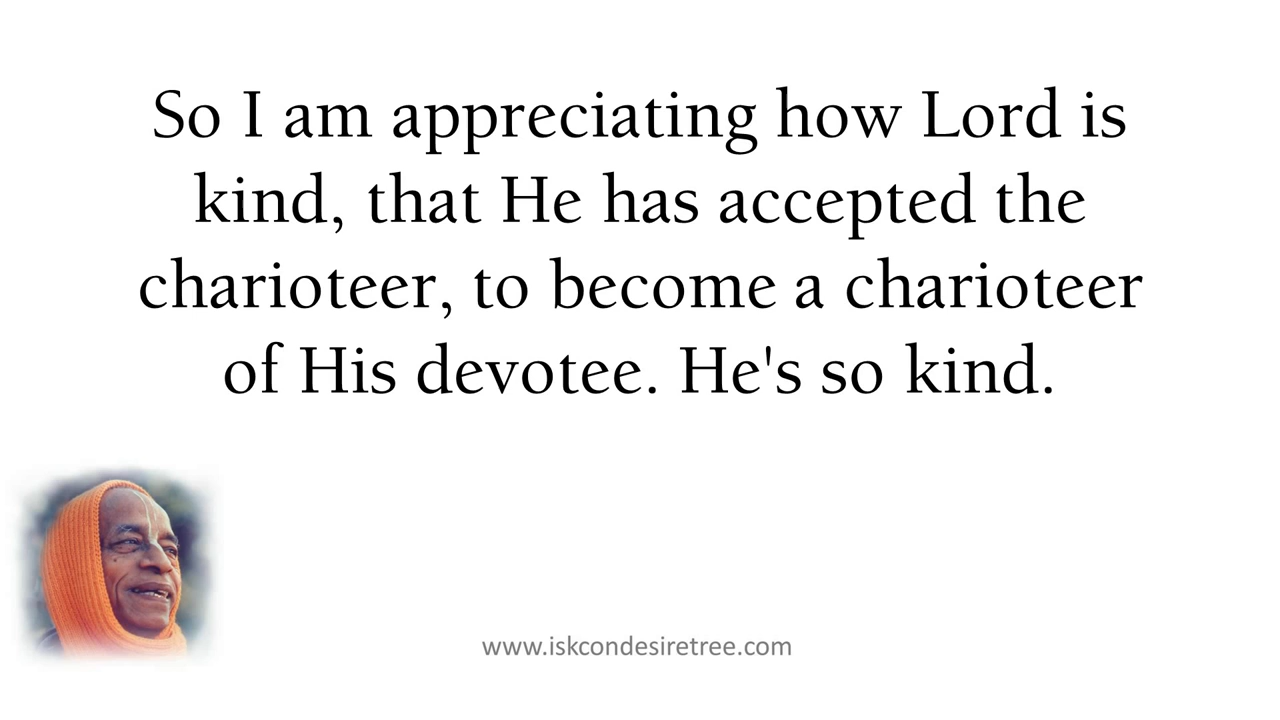 So I am appreciating how Lord is
kind, that He has accepted the
charioteer, to become a charioteer
of His devotee. He's so kind.
www.iskcondesiretree.com